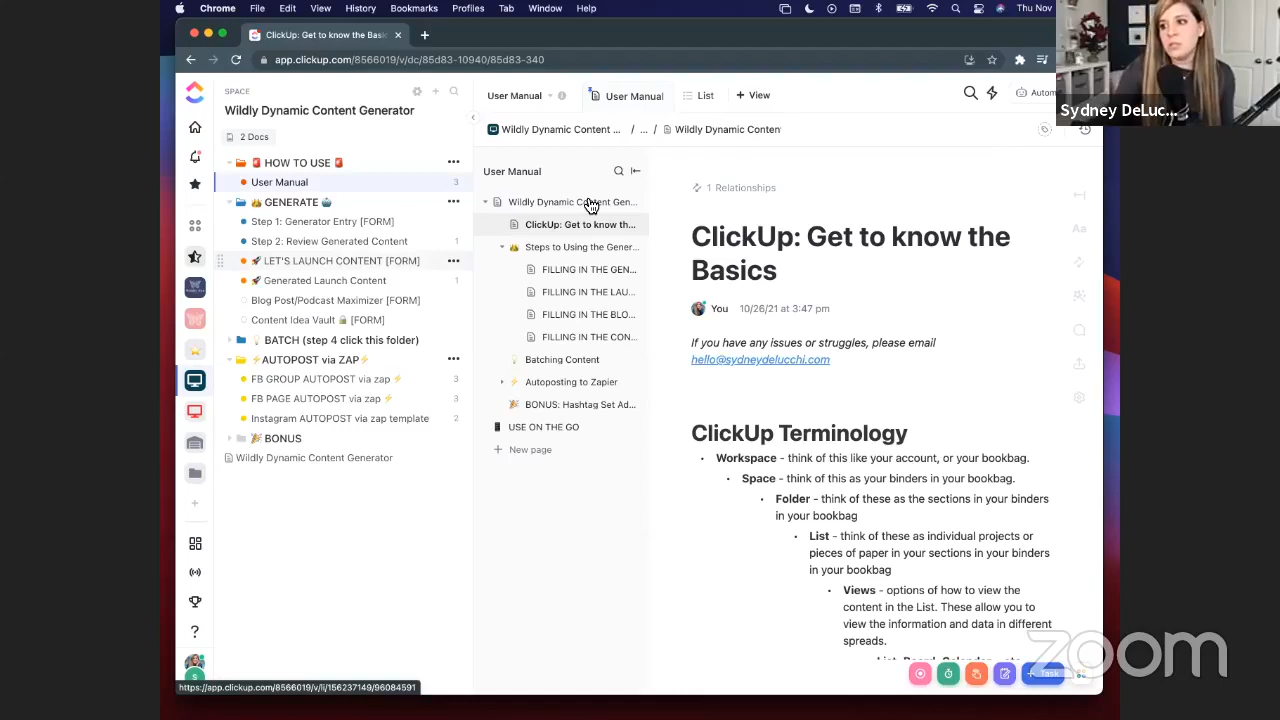 Chrome File Edit View History Bookmarks Profiles Tab Window Help
Thu Nov
ClickUp: Get to know the Basic
app.clickup.com/8566019/v/dc/85d83-10940/85d83-340
Sydney DeLuc...
SPACE
Wildly Dynamic Content Generator
2 Docs
HOW TO USE
User Manual 3
GENERATE
Step 1: Generator Entry [FORM]
Step 2: Review Generated Content 1
LET'S LAUNCH CONTENT [FORM]
Generated Launch Content 1
Blog Post/Podcast Maximizer [FORM]
Content Idea Vault [FORM]
BATCH (step 4 click this folder)
AUTOPOST via ZAP
FB GROUP AUTOPOST via zap 3
FB PAGE AUTOPOST via zap 3
Instagram AUTOPOST via zap template 2
BONUS
Wildly Dynamic Content Generator
User Manual
User Manual
List
+ View
Autom
Wildly Dynamic Content ... / ... / Wildly Dynamic Conten
User Manual
Wildly Dynamic Content Gen...
ClickUp: Get to know th...
Steps to Using the Gener...
FILLING IN THE GEN...
FILLING IN THE LAU...
FILLING IN THE BLO...
FILLING IN THE CON...
Batching Content
Autoposting to Zapier
BONUS: Hashtag Set Ad...
USE ON THE GO
+ New page
1 Relationships
ClickUp: Get to know the
Basics
You 10/26/21 at 3:47 pm
If you have any issues or struggles, please email
hello@sydneydelucchi.com
ClickUp Terminology
Workspace - think of this like your account, or your bookbag.
Space - think of this as your binders in your bookbag.
Folder - think of these as the sections in your binders
in your bookbag
List - think of these as individual projects or
pieces of paper in your sections in your binders
in your bookbag
Views - options of how to view the
content in the List. These allow you to
view the information and data in different
spreads.
+ Task
zoom
https://app.clickup.com/8566019/v/li/156237149/96084591